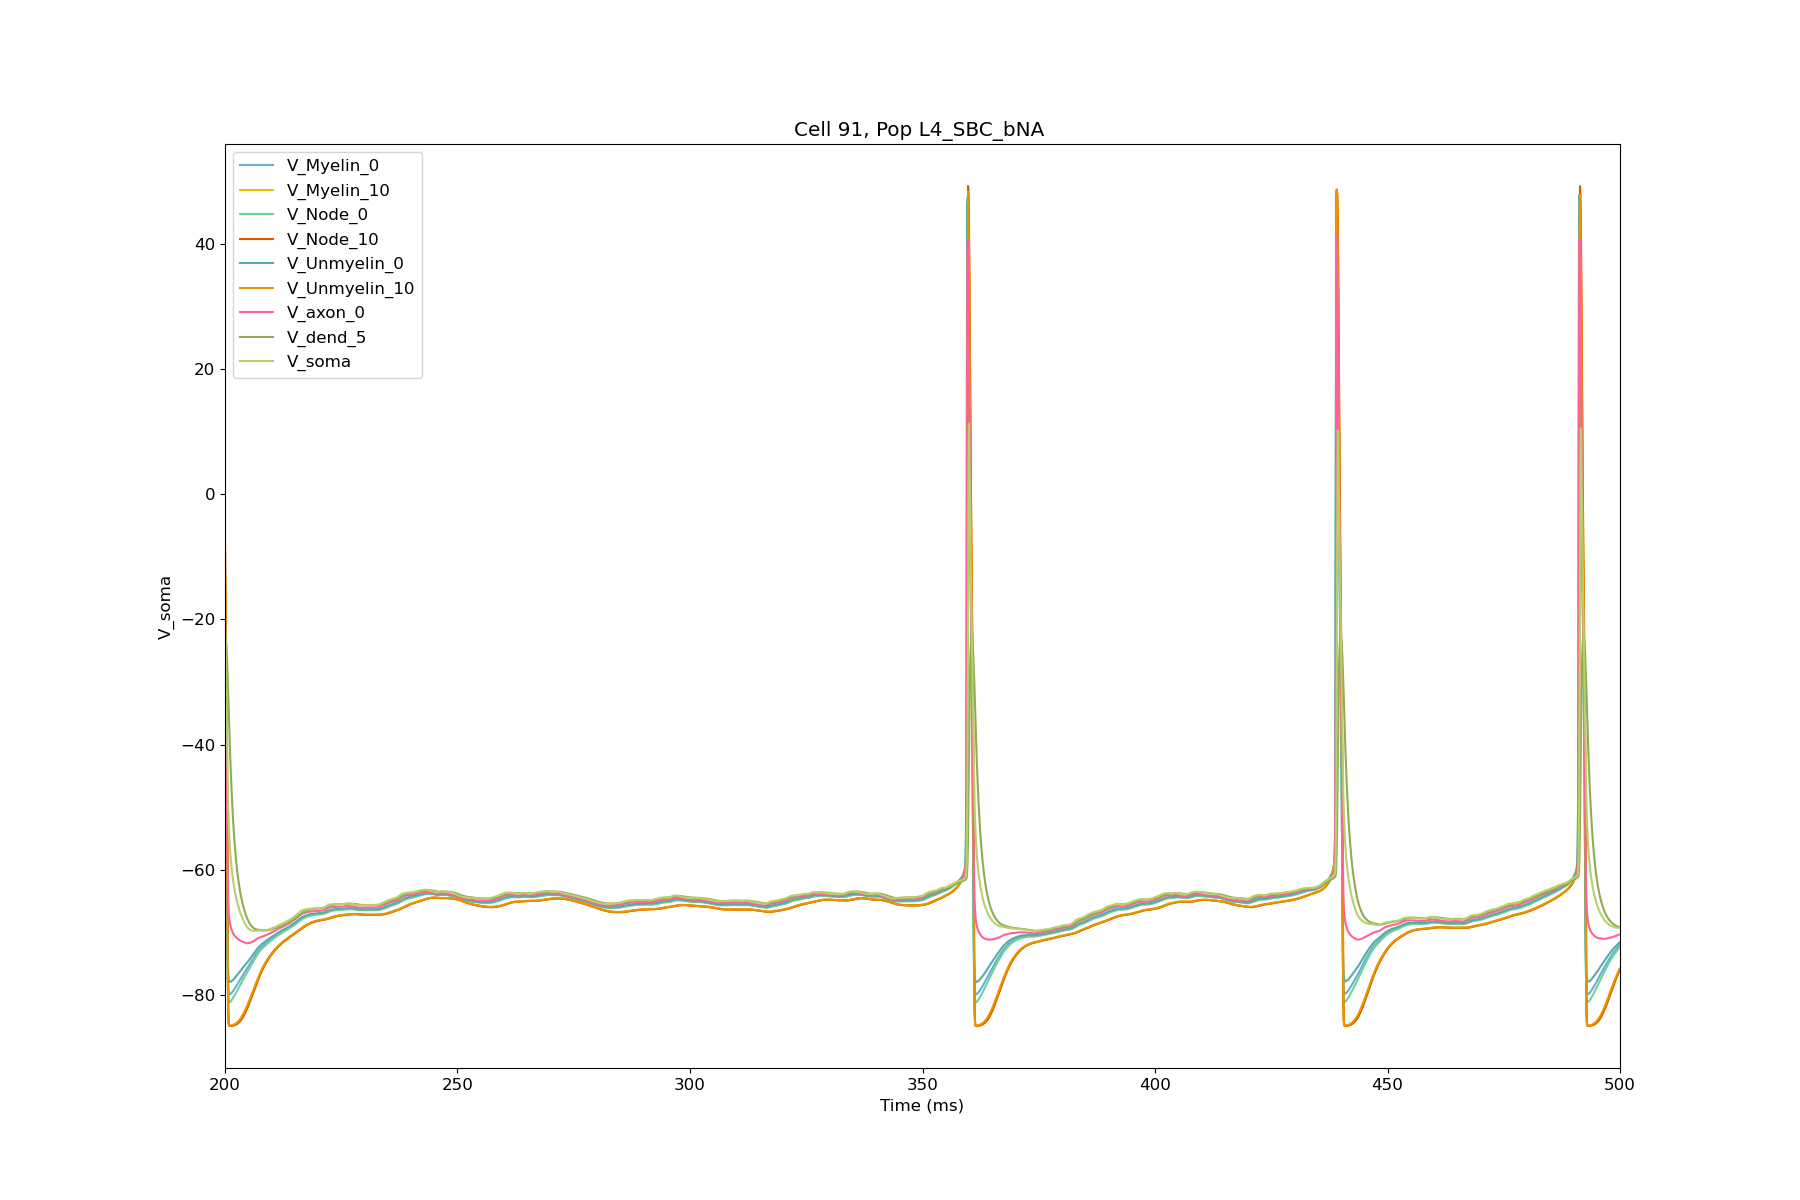 Cell 91, Pop L4_SBC_bNA
V_Myelin_0
V_Myelin_10
V_Node_0
V_Node_10
V_Unmyelin_0
V_Unmyelin_10
V_axon_0
V_dend_5
V_soma
40
20
0
−20
−40
−60
−80
V_soma
200 250 300 350 400 450 500
Time (ms)